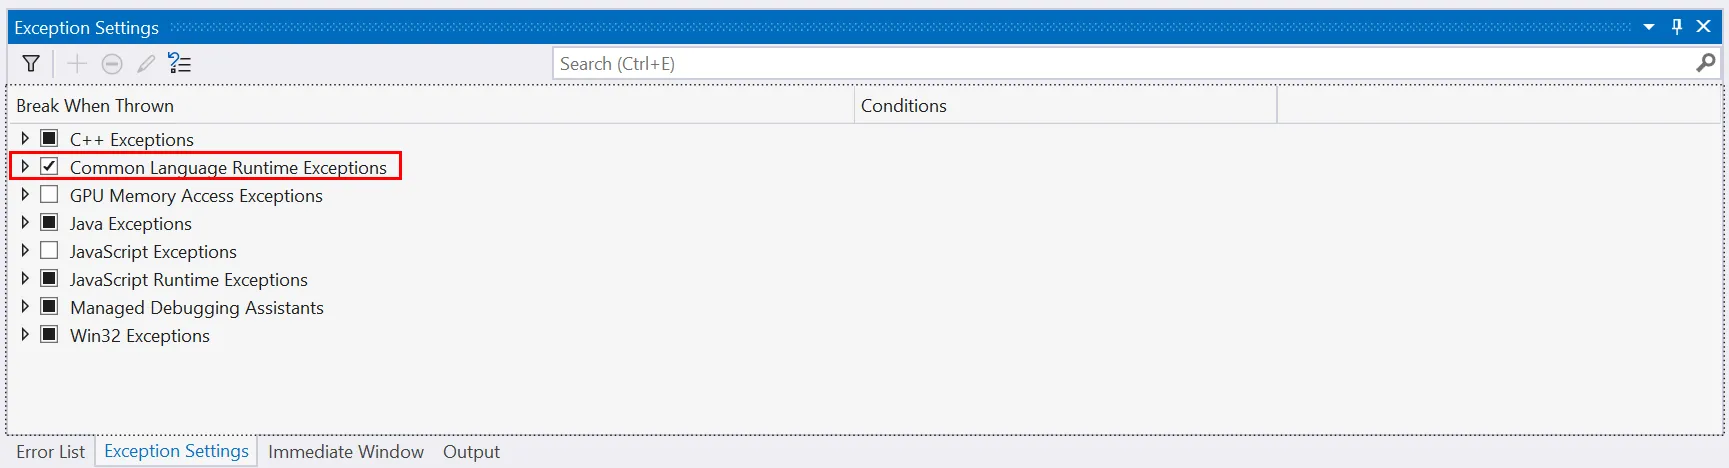 Exception Settings
Search (Ctrl+E)
Break When Thrown Conditions
C++ Exceptions
Common Language Runtime Exceptions
GPU Memory Access Exceptions
Java Exceptions
JavaScript Exceptions
JavaScript Runtime Exceptions
Managed Debugging Assistants
Win32 Exceptions
Error List Exception Settings Immediate Window Output